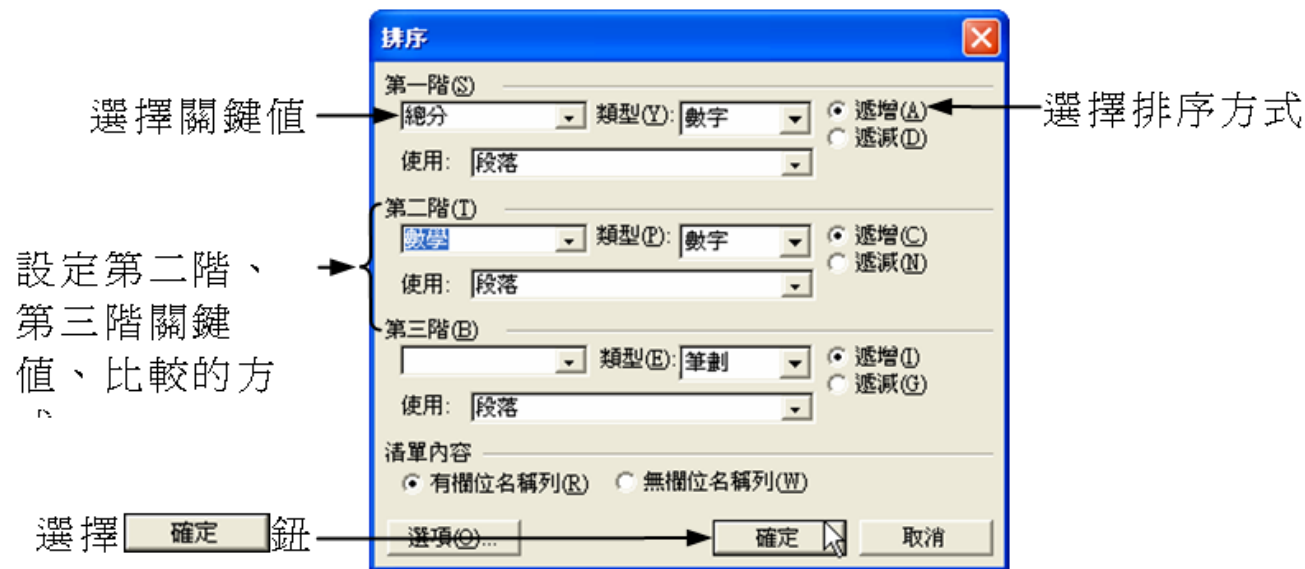 排序
第一階(S)
選擇關鍵值
總分 類型(Y): 數字 遞增(A)
選擇排序方式
遞減(D)
使用: 段落
第二階(T)
數學 類型(P): 數字 遞增(C)
遞減(N)
使用: 段落
設定第二階、
第三階關鍵
值、比較的方
第三階(B)
類型(E): 筆劃 遞增(I)
遞減(G)
使用: 段落
清單內容
有欄位名稱列(R) 無欄位名稱列(W)
選擇 確定 鈕
選項(O)... 確定 取消